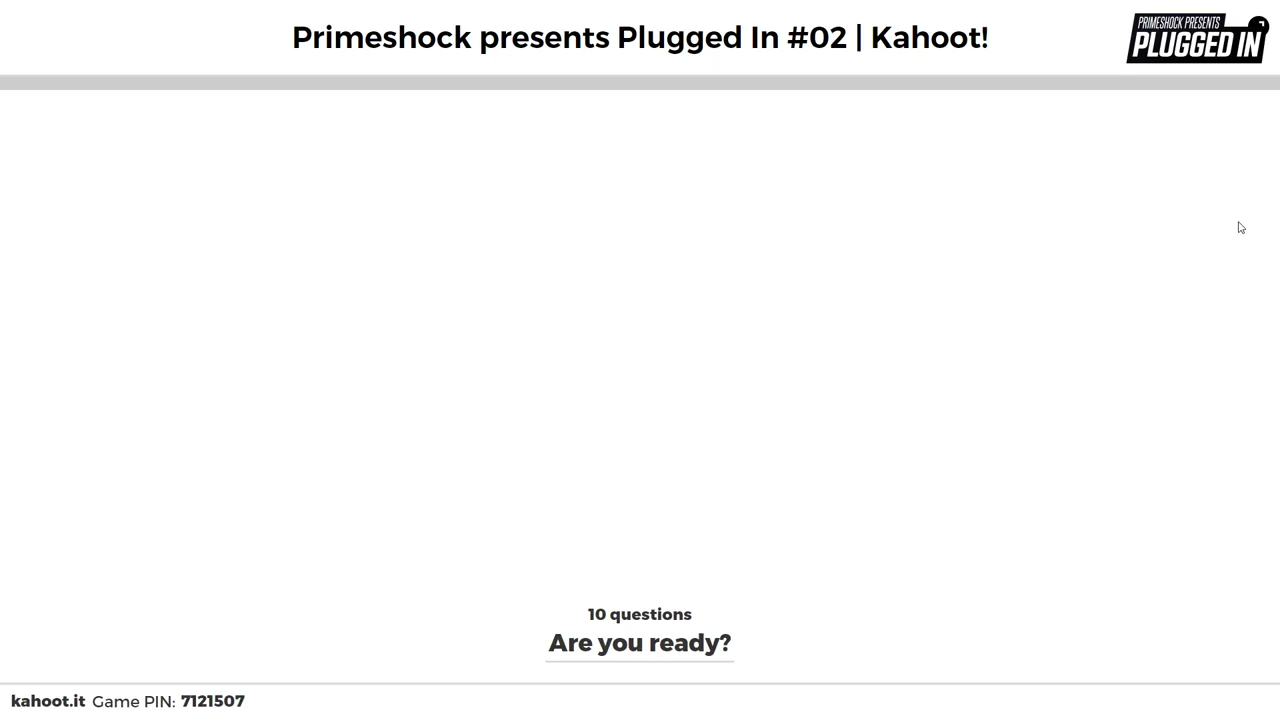 Primeshock presents Plugged In #02 | Kahoot!
PRIMESHOCK PRESENTS
PLUGGED IN
10 questions
Are you ready?
kahoot.it Game PIN: 7121507